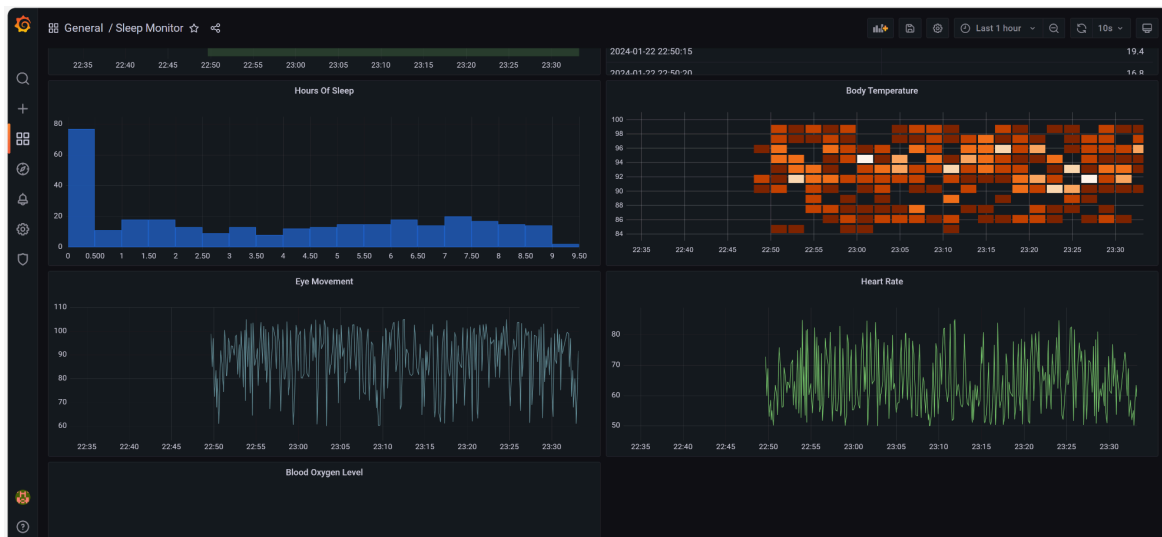 General / Sleep Monitor
Last 1 hour
10s
22:35 22:40 22:45 22:50 22:55 23:00 23:05 23:10 23:15 23:20 23:25 23:30
2024-01-22 22:50:15 19.4
2024-01-22 22:50:20 16.8
Hours Of Sleep
80
60
40
20
0
0 0.500 1 1.50 2 2.50 3 3.50 4 4.50 5 5.50 6 6.50 7 7.50 8 8.50 9 9.50
Body Temperature
100
98
96
94
92
90
88
86
84
22:35 22:40 22:45 22:50 22:55 23:00 23:05 23:10 23:15 23:20 23:25 23:30
Eye Movement
110
100
90
80
70
60
22:35 22:40 22:45 22:50 22:55 23:00 23:05 23:10 23:15 23:20 23:25 23:30
Heart Rate
80
70
60
50
22:35 22:40 22:45 22:50 22:55 23:00 23:05 23:10 23:15 23:20 23:25 23:30
Blood Oxygen Level